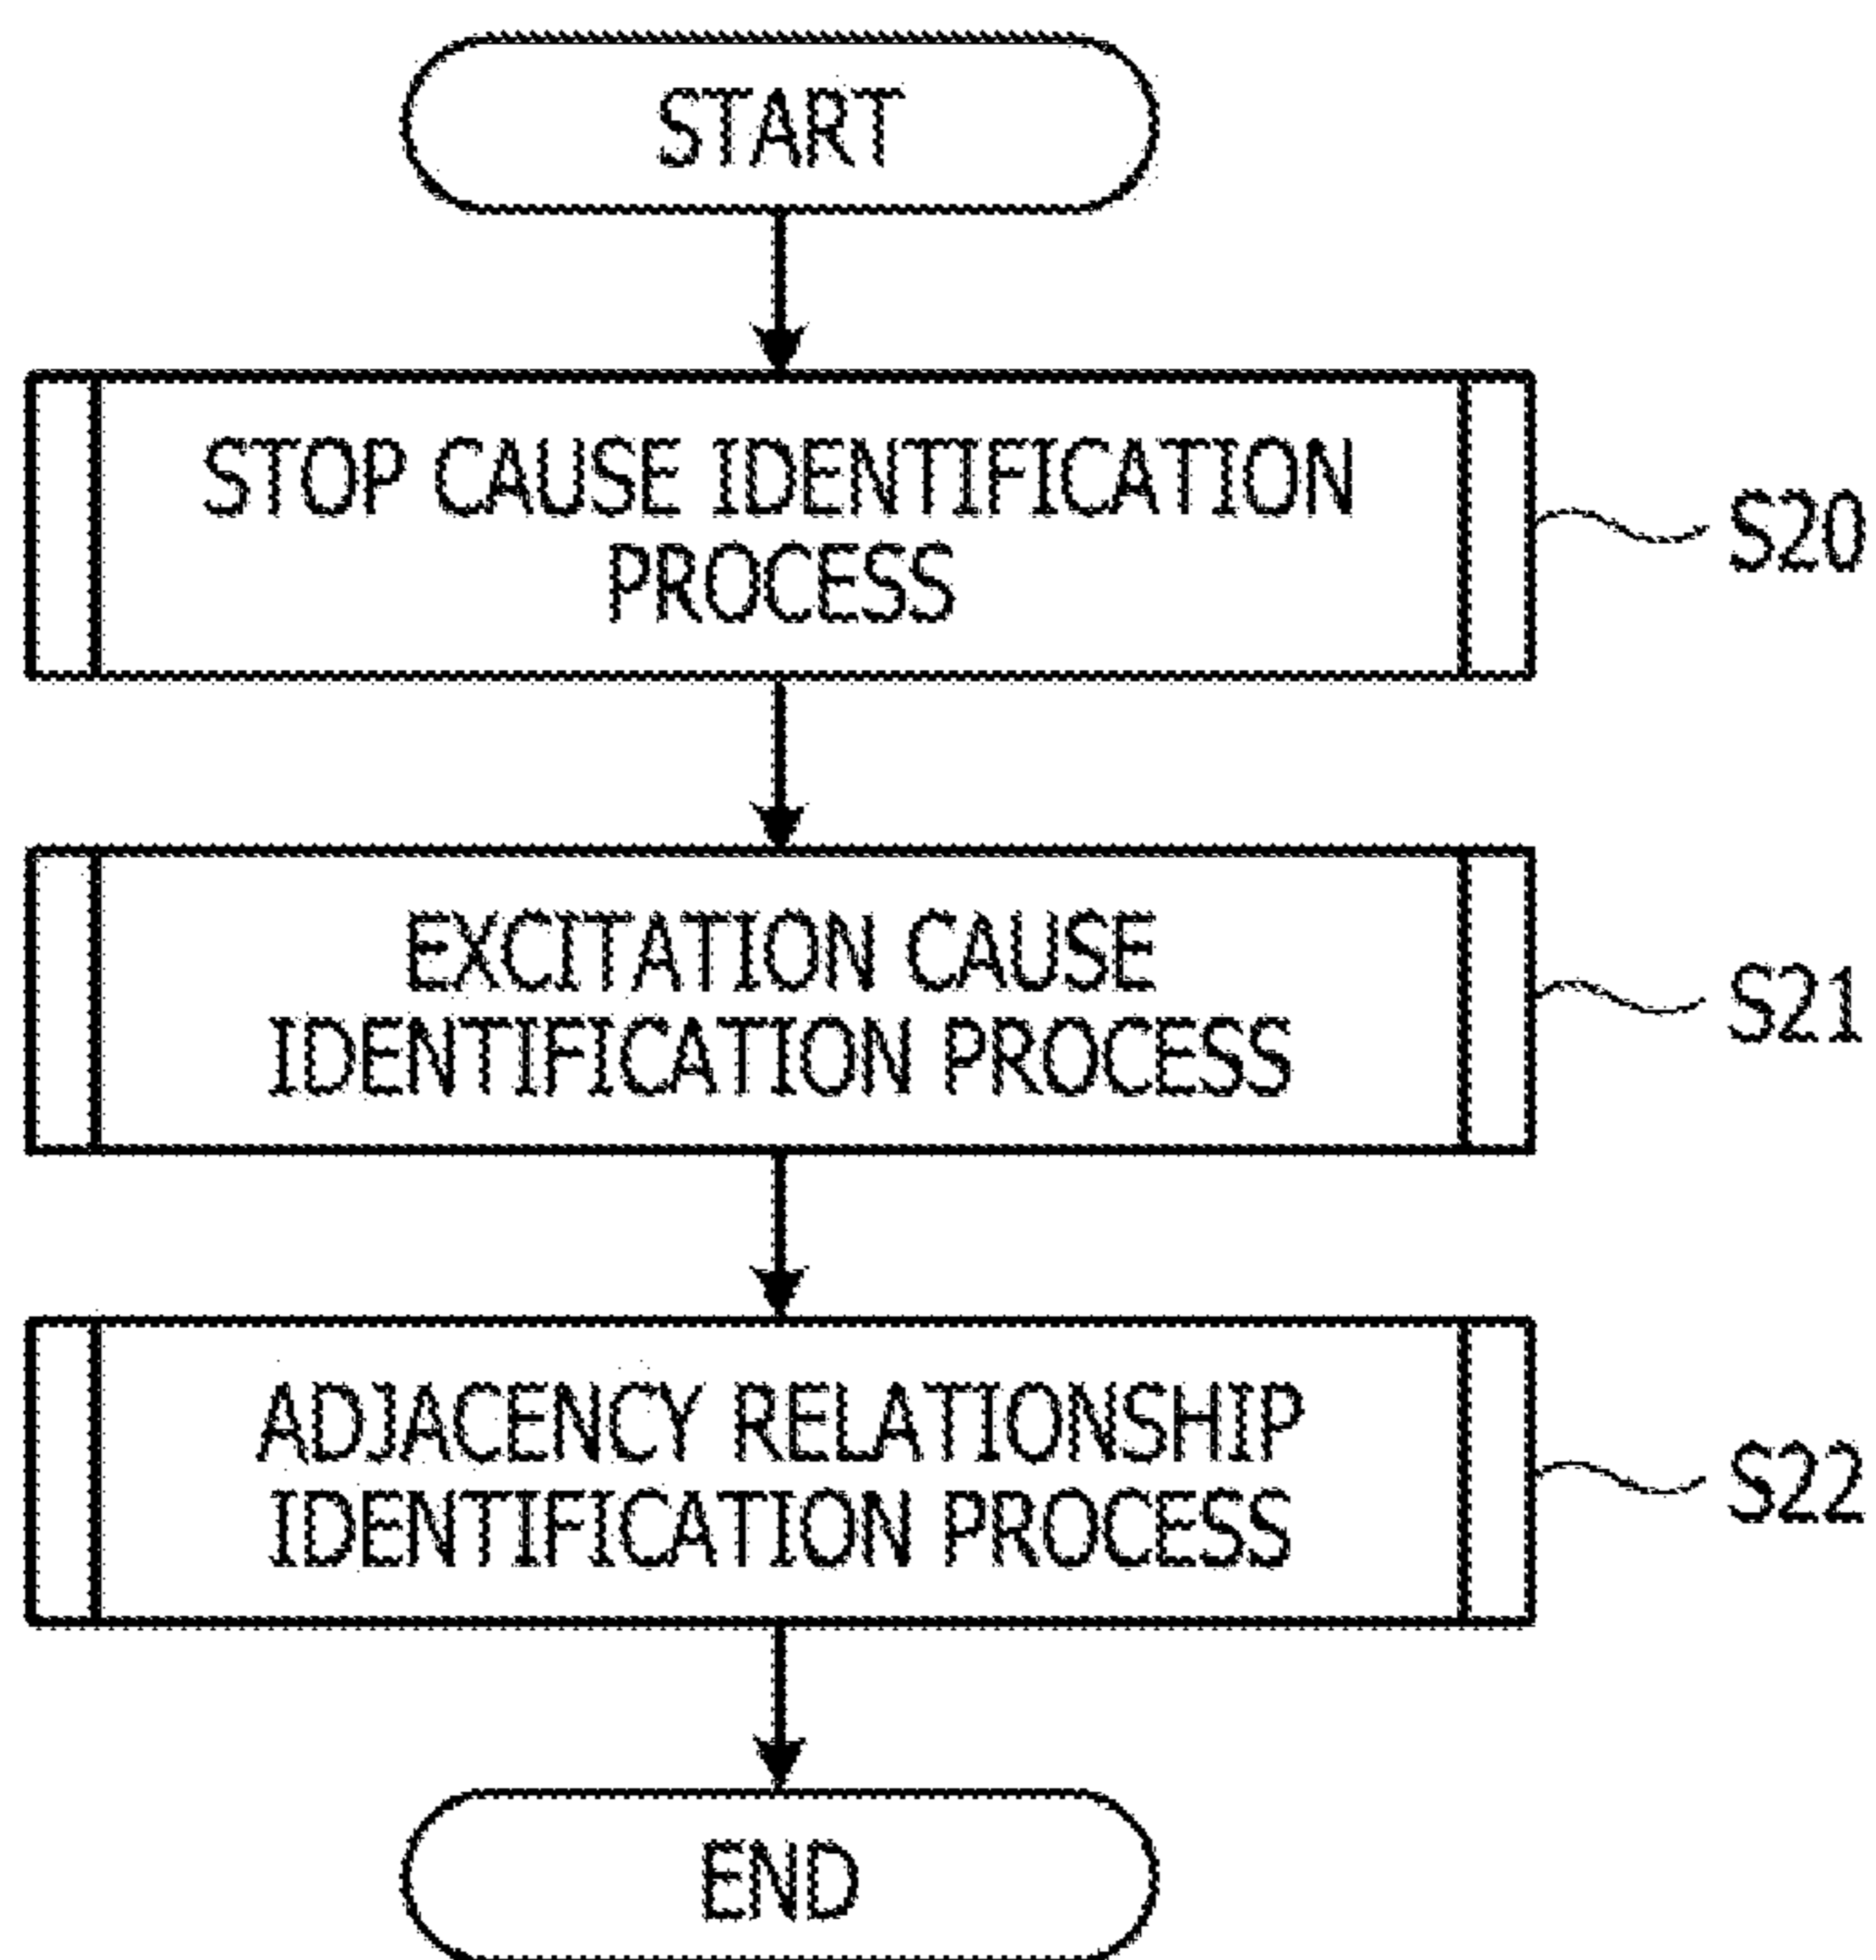 START
STOP CAUSE IDENTIFICATION
PROCESS
S20
EXCITATION CAUSE
IDENTIFICATION PROCESS
S21
ADJACENCY RELATIONSHIP
IDENTIFICATION PROCESS
S22
END